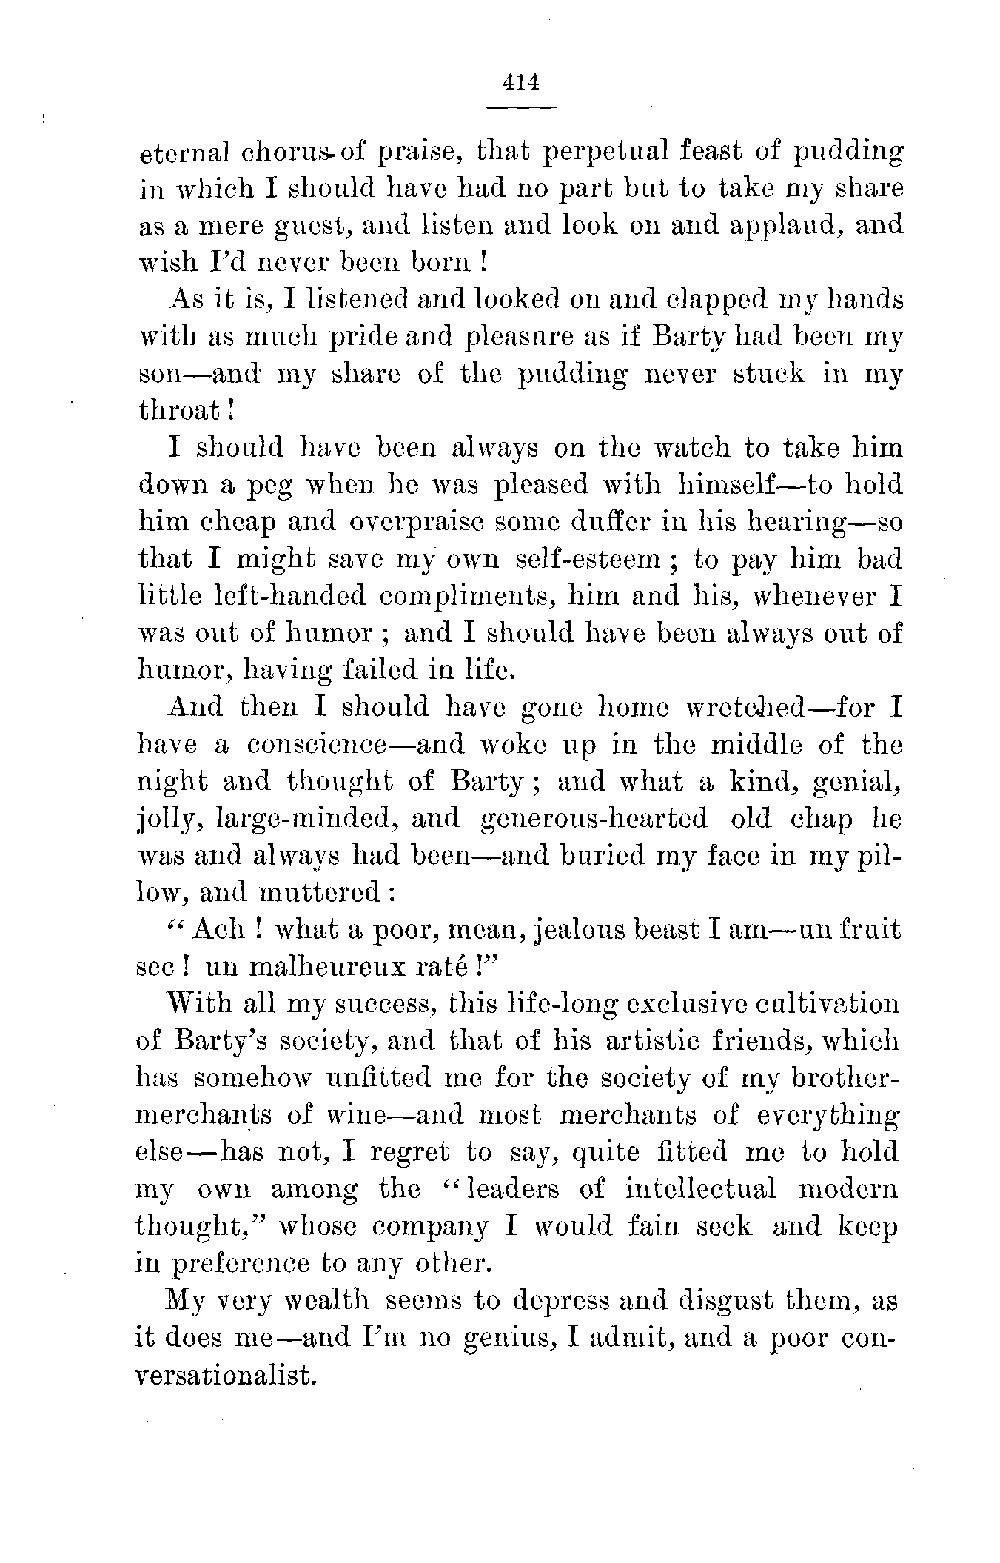 414
eternal chorus of praise, that perpetual feast of pudding
in which I should have had no part but to take my share
as a mere guest, and listen and look on and applaud, and
wish I'd never been born !
As it is, I listened and looked on and clapped my hands
with as much pride and pleasure as if Barty had been my
son—and my share of the pudding never stuck in my
throat !
I should have been always on the watch to take him
down a peg when he was pleased with himself—to hold
him cheap and overpraise some duffer in his hearing—so
that I might save my own self-esteem ; to pay him bad
little left-handed compliments, him and his, whenever I
was out of humor ; and I should have been always out of
humor, having failed in life.
And then I should have gone home wretched—for I
have a conscience—and woke up in the middle of the
night and thought of Barty ; and what a kind, genial,
jolly, large-minded, and generous-hearted old chap he
was and always had been—and buried my face in my pil-
low, and muttered :
“ Ach ! what a poor, mean, jealous beast I am—un fruit
sec ! un malheureux raté !”
With all my success, this life-long exclusive cultivation
of Barty's society, and that of his artistic friends, which
has somehow unfitted me for the society of my brother-
merchants of wine—and most merchants of everything
else—has not, I regret to say, quite fitted me to hold
my own among the “ leaders of intellectual modern
thought,” whose company I would fain seek and keep
in preference to any other.
My very wealth seems to depress and disgust them, as
it does me—and I'm no genius, I admit, and a poor con-
versationalist.